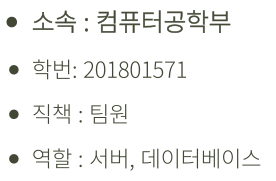 • 소속 : 컴퓨터공학부
• 학번: 201801571
• 직책 : 팀원
• 역할 : 서버, 데이터베이스